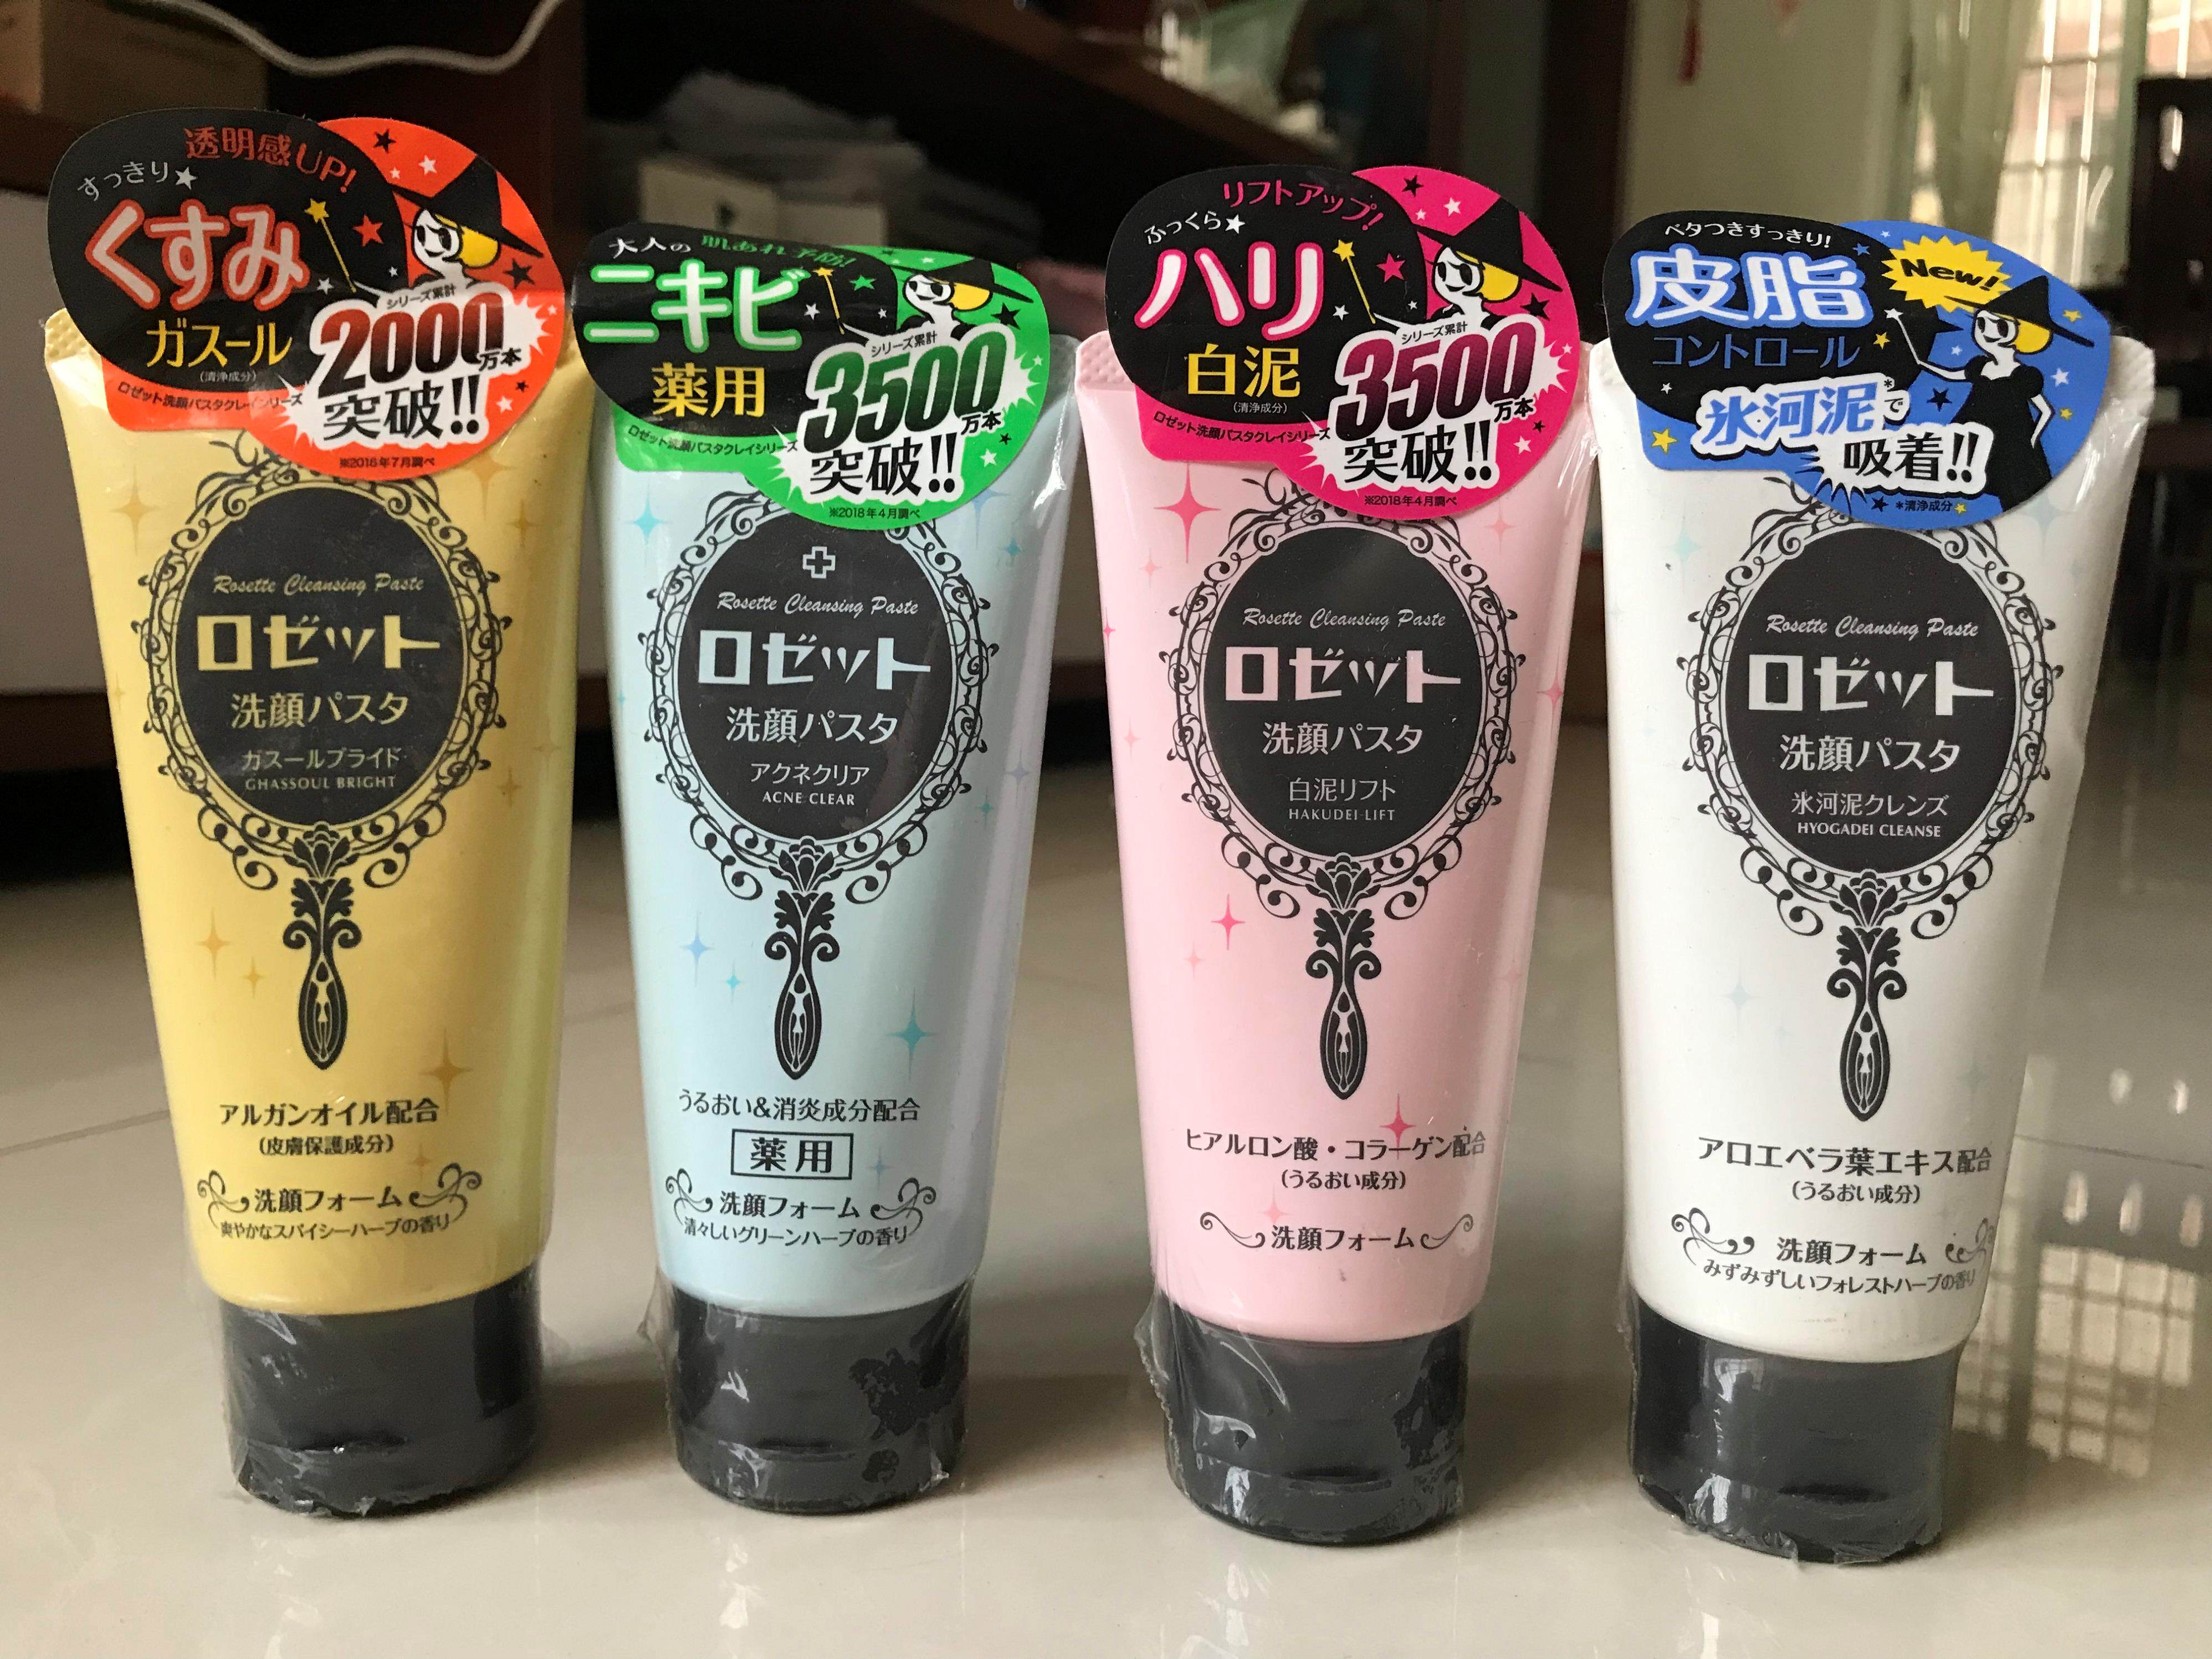 透明感UP!
すっきり★
くすみ
ガスール
(清浄成分)
シリーズ累計
2000万本
突破!!
ロゼット洗顔パスタクレイシリーズ
※2016年7月調べ
Rosette Cleansing Paste
ロゼット
洗顔パスタ
ガスールブライト
GHASSOUL BRIGHT
アルガンオイル配合
(皮膚保護成分)
洗顔フォーム
爽やかなスパイシーハーブの香り
大人の 肌あれ予防!
ニキビ
薬用
シリーズ累計
3500万本
突破!!
ロゼット洗顔パスタクレイシリーズ
※2018年4月調べ
Rosette Cleansing Paste
ロゼット
洗顔パスタ
アクネクリア
ACNE CLEAR
うるおい&消炎成分配合
薬用
洗顔フォーム
清々しいグリーンハーブの香り
リフトアップ!
ふっくら★
ハリ
白泥
(清浄成分)
シリーズ累計
3500万本
突破!!
ロゼット洗顔パスタクレイシリーズ
※2018年4月調べ
Rosette Cleansing Paste
ロゼット
洗顔パスタ
白泥リフト
HAKUDEI LIFT
ヒアルロン酸・コラーゲン配合
(うるおい成分)
洗顔フォーム
ベタつきすっきり!
皮脂
New!
コントロール
氷河泥*で
吸着!!
*清浄成分
Rosette Cleansing Paste
ロゼット
洗顔パスタ
氷河泥クレンズ
HYOGADEI CLEANSE
アロエベラ葉エキス配合
(うるおい成分)
洗顔フォーム
みずみずしいフォレストハーブの香り